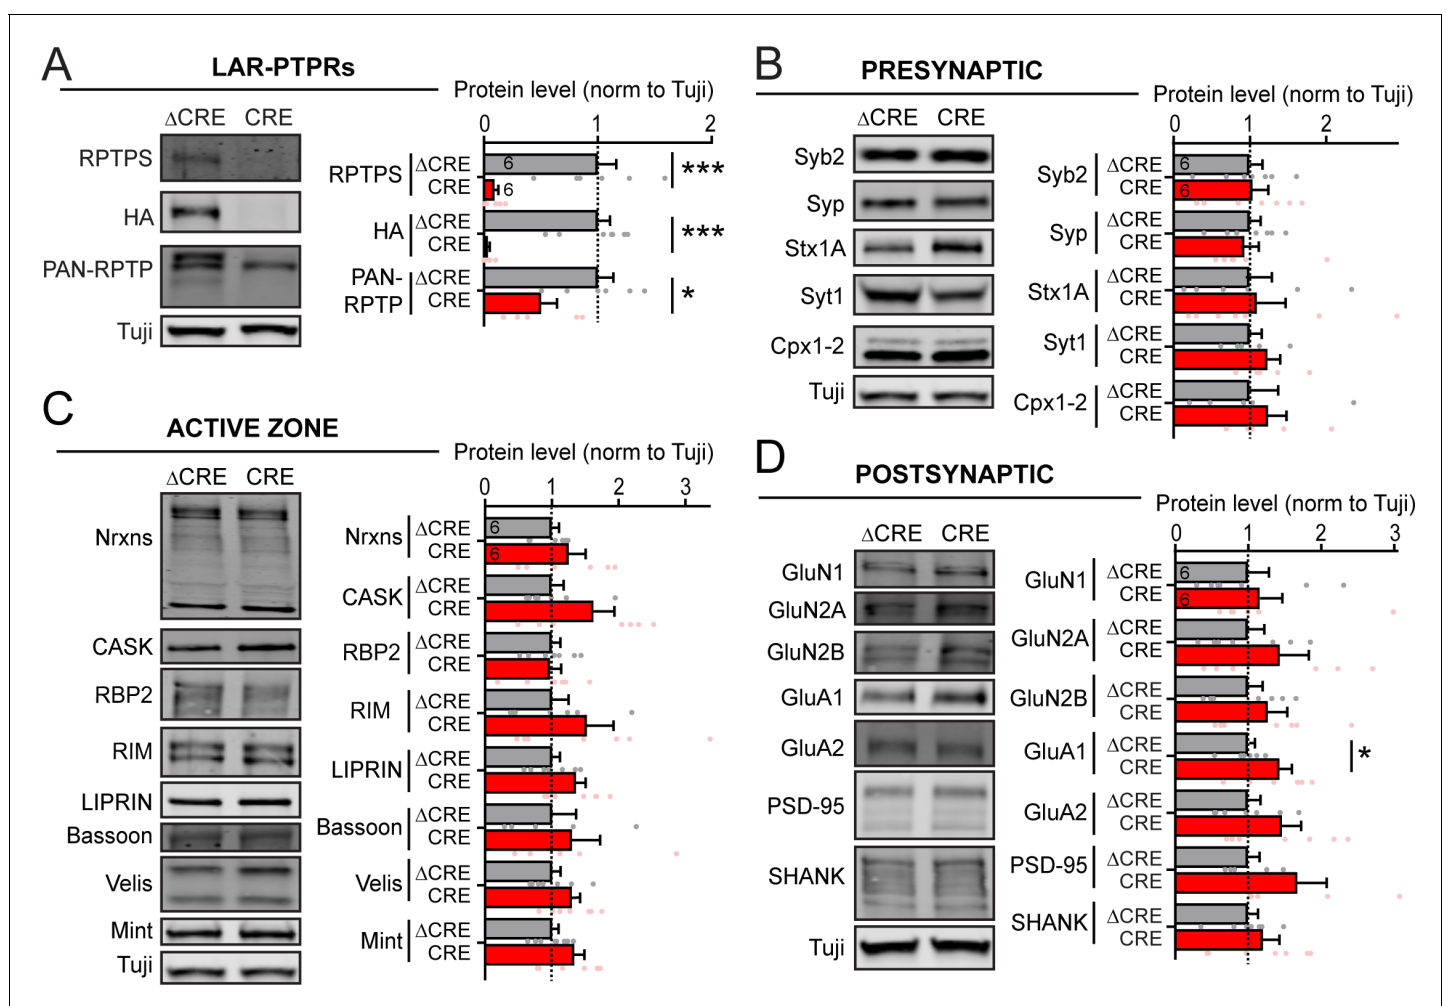 A
LAR-PTPRs
Protein level (norm to Tuji)
ΔCRE CRE
0 1 2
RPTPS
HA
PAN-RPTP
Tuji
RPTPS ΔCRE 6 ***
CRE 6
HA ΔCRE ***
CRE
PAN-RPTP ΔCRE *
CRE
B
PRESYNAPTIC
Protein level (norm to Tuji)
ΔCRE CRE
0 1 2
Syb2
Syp
Stx1A
Syt1
Cpx1-2
Tuji
Syb2 ΔCRE 6
CRE 6
Syp ΔCRE
CRE
Stx1A ΔCRE
CRE
Syt1 ΔCRE
CRE
Cpx1-2 ΔCRE
CRE
C
ACTIVE ZONE
Protein level (norm to Tuji)
ΔCRE CRE
0 1 2 3
Nrxns
CASK
RBP2
RIM
LIPRIN
Bassoon
Velis
Mint
Tuji
Nrxns ΔCRE 6
CRE 6
CASK ΔCRE
CRE
RBP2 ΔCRE
CRE
RIM ΔCRE
CRE
LIPRIN ΔCRE
CRE
Bassoon ΔCRE
CRE
Velis ΔCRE
CRE
Mint ΔCRE
CRE
D
POSTSYNAPTIC
Protein level (norm to Tuji)
ΔCRE CRE
0 1 2 3
GluN1
GluN2A
GluN2B
GluA1
GluA2
PSD-95
SHANK
Tuji
GluN1 ΔCRE 6
CRE 6
GluN2A ΔCRE
CRE
GluN2B ΔCRE
CRE
GluA1 ΔCRE *
CRE
GluA2 ΔCRE
CRE
PSD-95 ΔCRE
CRE
SHANK ΔCRE
CRE